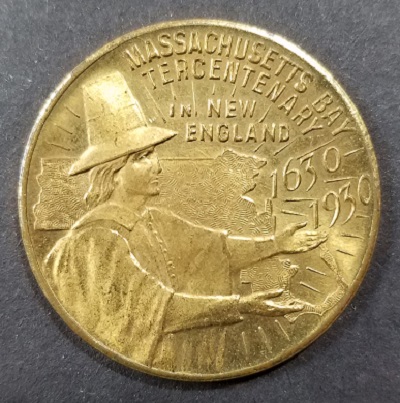 MASSACHUSETTS BAY
TERCENTENARY
IN NEW
ENGLAND
1630
1930